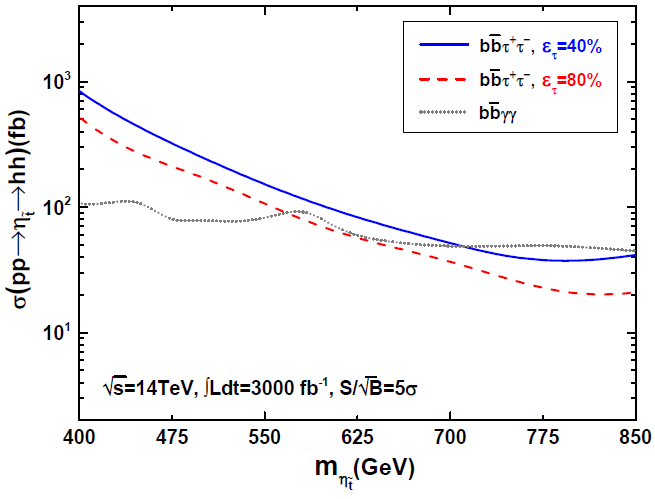 bb̅τ⁺τ⁻, ε_τ=40%
bb̅τ⁺τ⁻, ε_τ=80%
bb̅γγ
10³
10²
10¹
σ(pp→η_t̃→hh)(fb)
√s=14TeV, ∫Ldt=3000 fb⁻¹, S/√B=5σ
400 475 550 625 700 775 850
m_η_t̃(GeV)